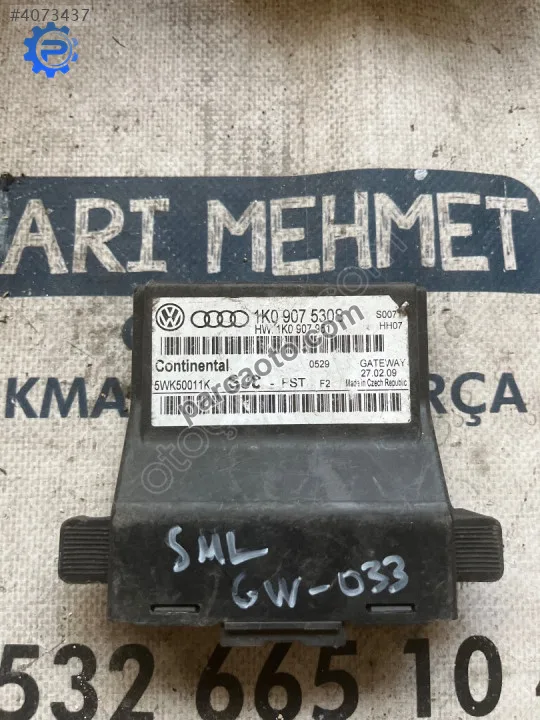 #4073437
ARI MEHMET
1K0 907 530S
S007
HW. 1K0 907 951
HH07
Continental
0529
GATEWAY
27.02.09
5WK50011K
FST
F2
Made in Czech Republic
parcaoto.com
KMA
RÇA
SML
GW-033
532 665 10